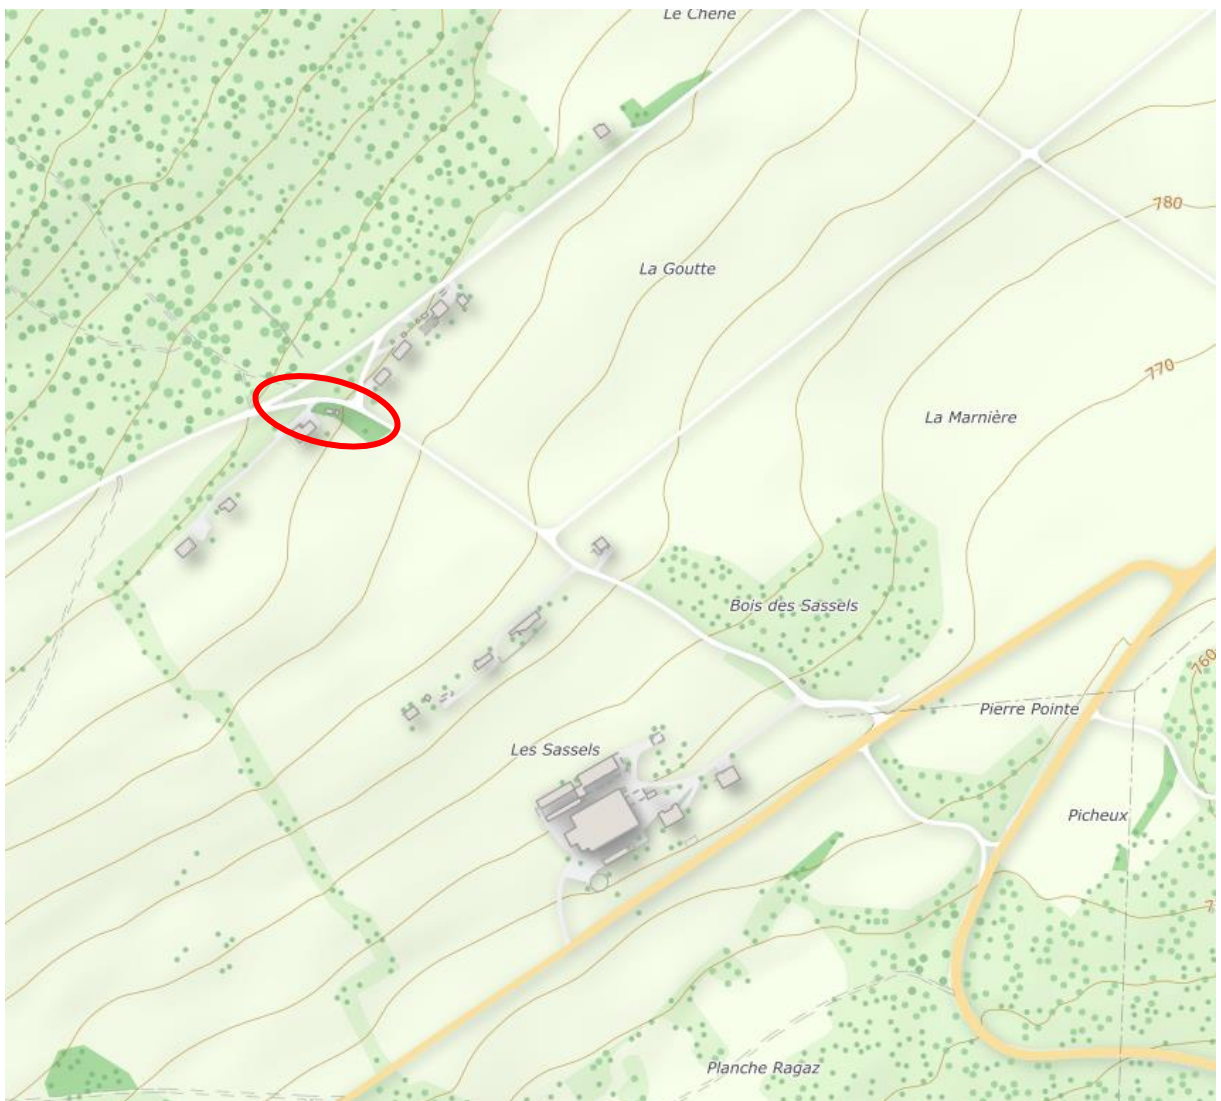 Le Chêne
780
La Goutte
770
La Marnière
Bois des Sassels
760
Pierre Pointe
Les Sassels
Picheux
Planche Ragaz